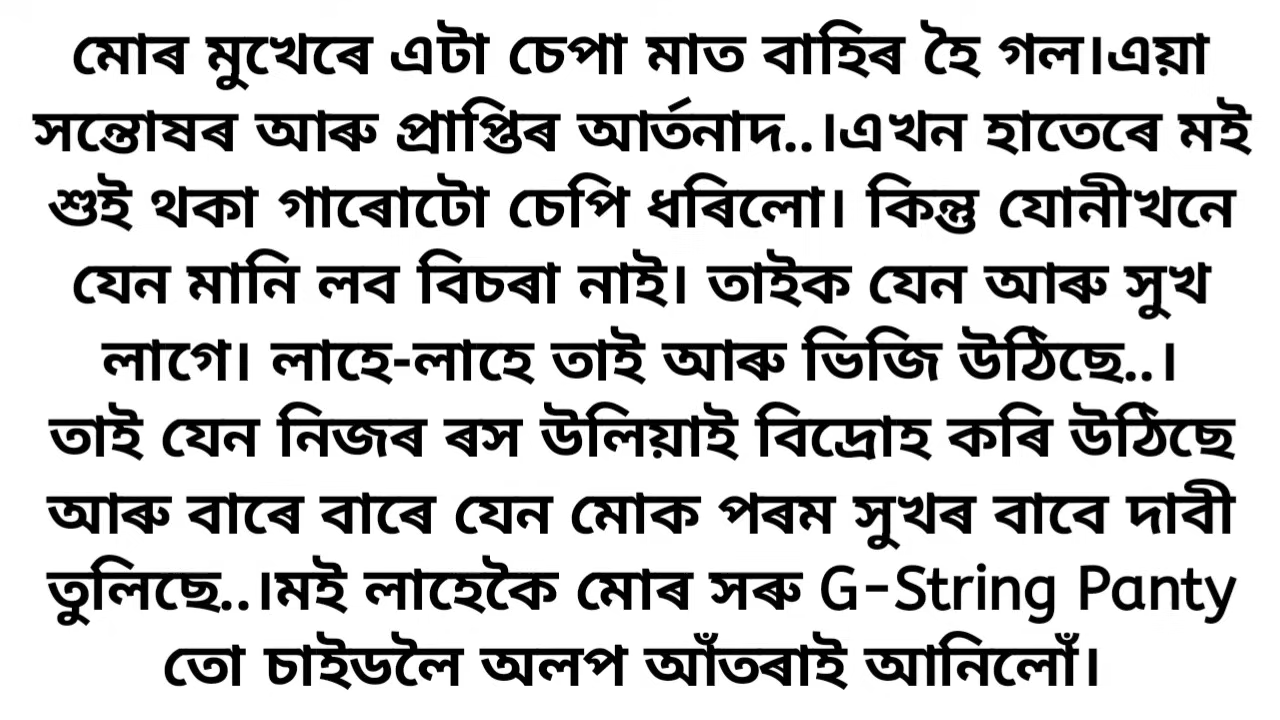 মোৰ মুখেৰে এটা চেপা মাত বাহিৰ হৈ গল।এয়া
সন্তোষৰ আৰু প্ৰাপ্তিৰ আৰ্তনাদ..।এখন হাতেৰে মই
শুই থকা গাৰোটো চেপি ধৰিলো। কিন্তু যোনীখনে
যেন মানি লব বিচৰা নাই। তাইক যেন আৰু সুখ
লাগে। লাহে-লাহে তাই আৰু ভিজি উঠিছে..।
তাই যেন নিজৰ ৰস উলিয়াই বিদ্ৰোহ কৰি উঠিছে
আৰু বাৰে বাৰে যেন মোক পৰম সুখৰ বাবে দাবী
তুলিছে..।মই লাহেকৈ মোৰ সৰু G-String Panty
তো চাইডলৈ অলপ আঁতৰাই আনিলোঁ।